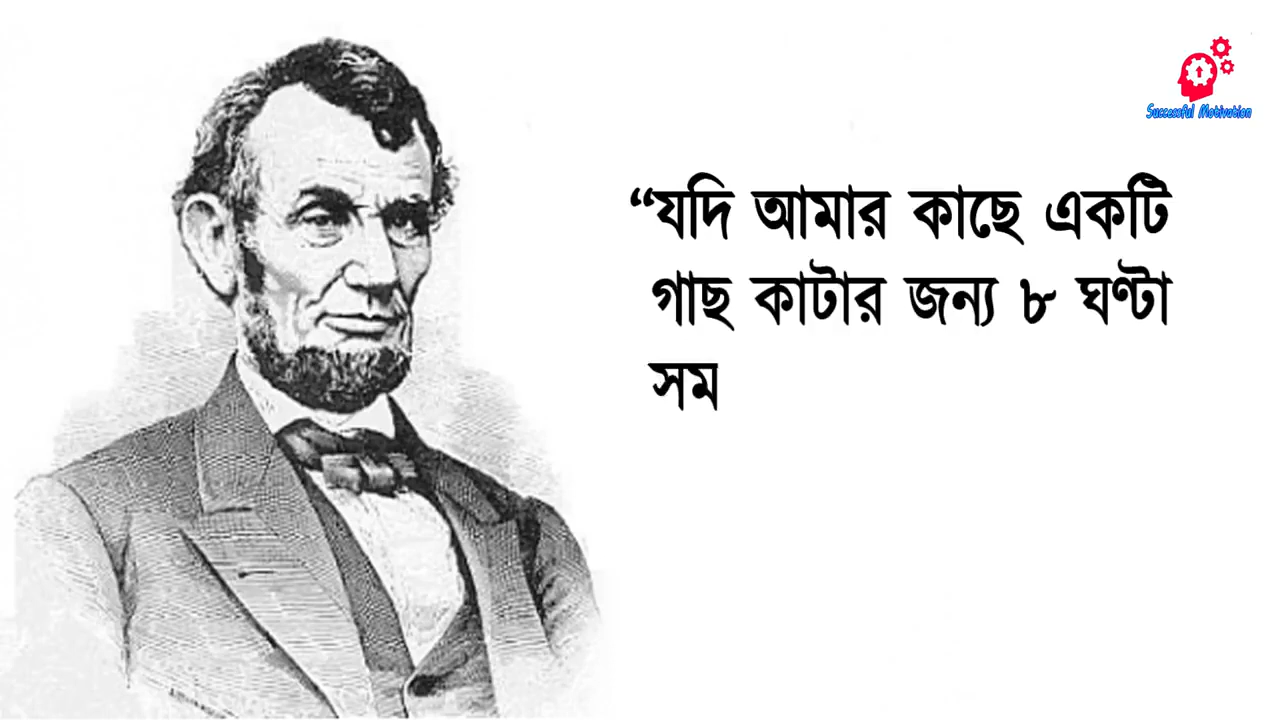 Successful Motivation
“যদি আমার কাছে একটি
গাছ কাটার জন্য ৮ ঘণ্টা
সম